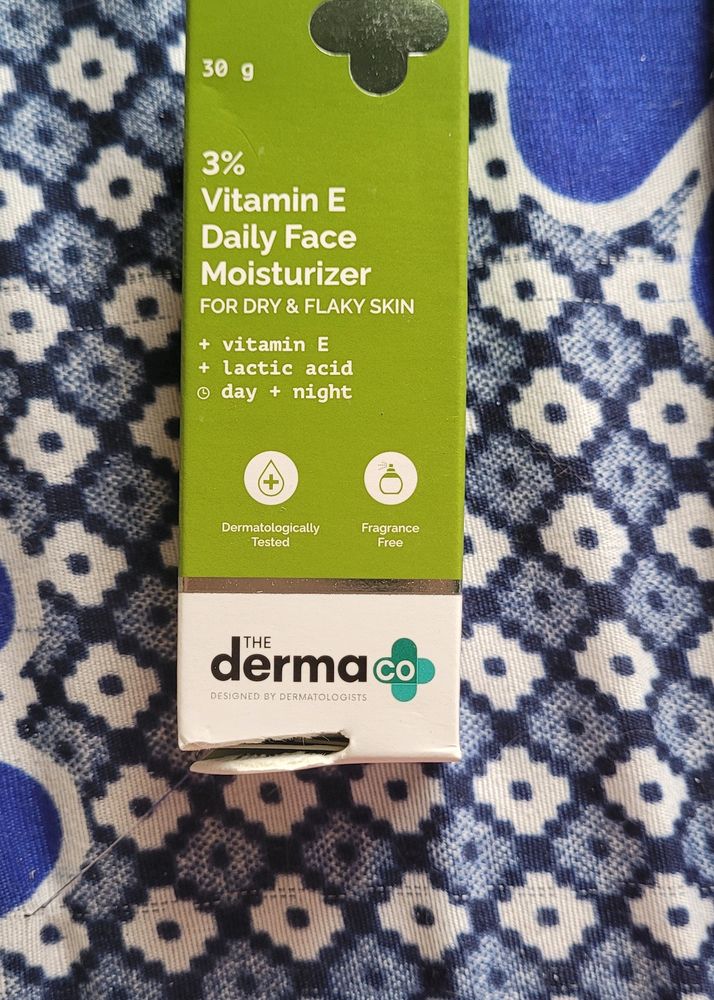 30 g
3%
Vitamin E
Daily Face
Moisturizer
FOR DRY & FLAKY SKIN
+ vitamin E
+ lactic acid
day + night
Dermatologically
Tested
Fragrance
Free
THE
derma co
DESIGNED BY DERMATOLOGISTS